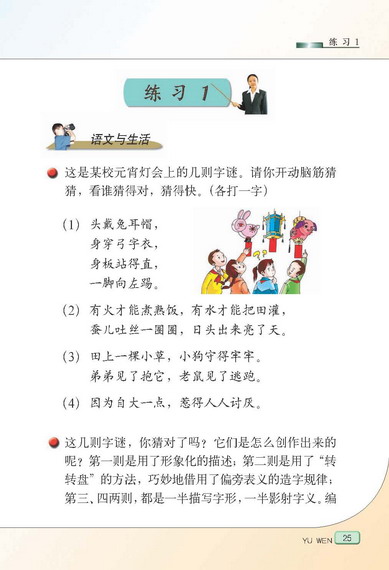 练 习 1
练 习 1
语文与生活
这是某校元宵灯会上的几则字谜。请你开动脑筋猜
猜，看谁猜得对，猜得快。（各打一字）
（1） 头戴兔耳帽，
身穿弓字衣，
身板站得直，
一脚向左踢。
（2） 有火才能煮熟饭，有水才能把田灌，
蚕儿吐丝一圈圈，日头出来亮了天。
（3） 田上一棵小草，小狗守得牢牢。
弟弟见了抱它，老鼠见了逃跑。
（4） 因为自大一点，惹得人人讨厌。
这几则字谜，你猜对了吗？它们是怎么创作出来的
呢？第一则是用了形象化的描述；第二则是用了“转
转盘”的方法，巧妙地借用了偏旁表义的造字规律；
第三、四两则，都是一半描写字形，一半影射字义。编
YU WEN 25